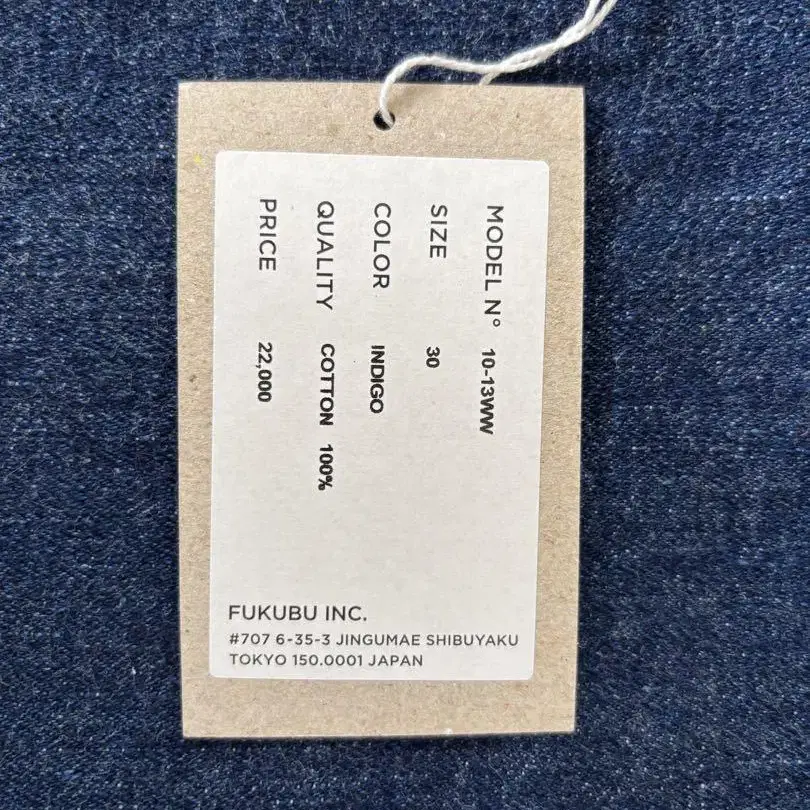 MODEL N° 10-13WW
SIZE 30
COLOR INDIGO
QUALITY COTTON 100%
PRICE 22,000
FUKUBU INC.
#707 6-35-3 JINGUMAE SHIBUYAKU
TOKYO 150.0001 JAPAN